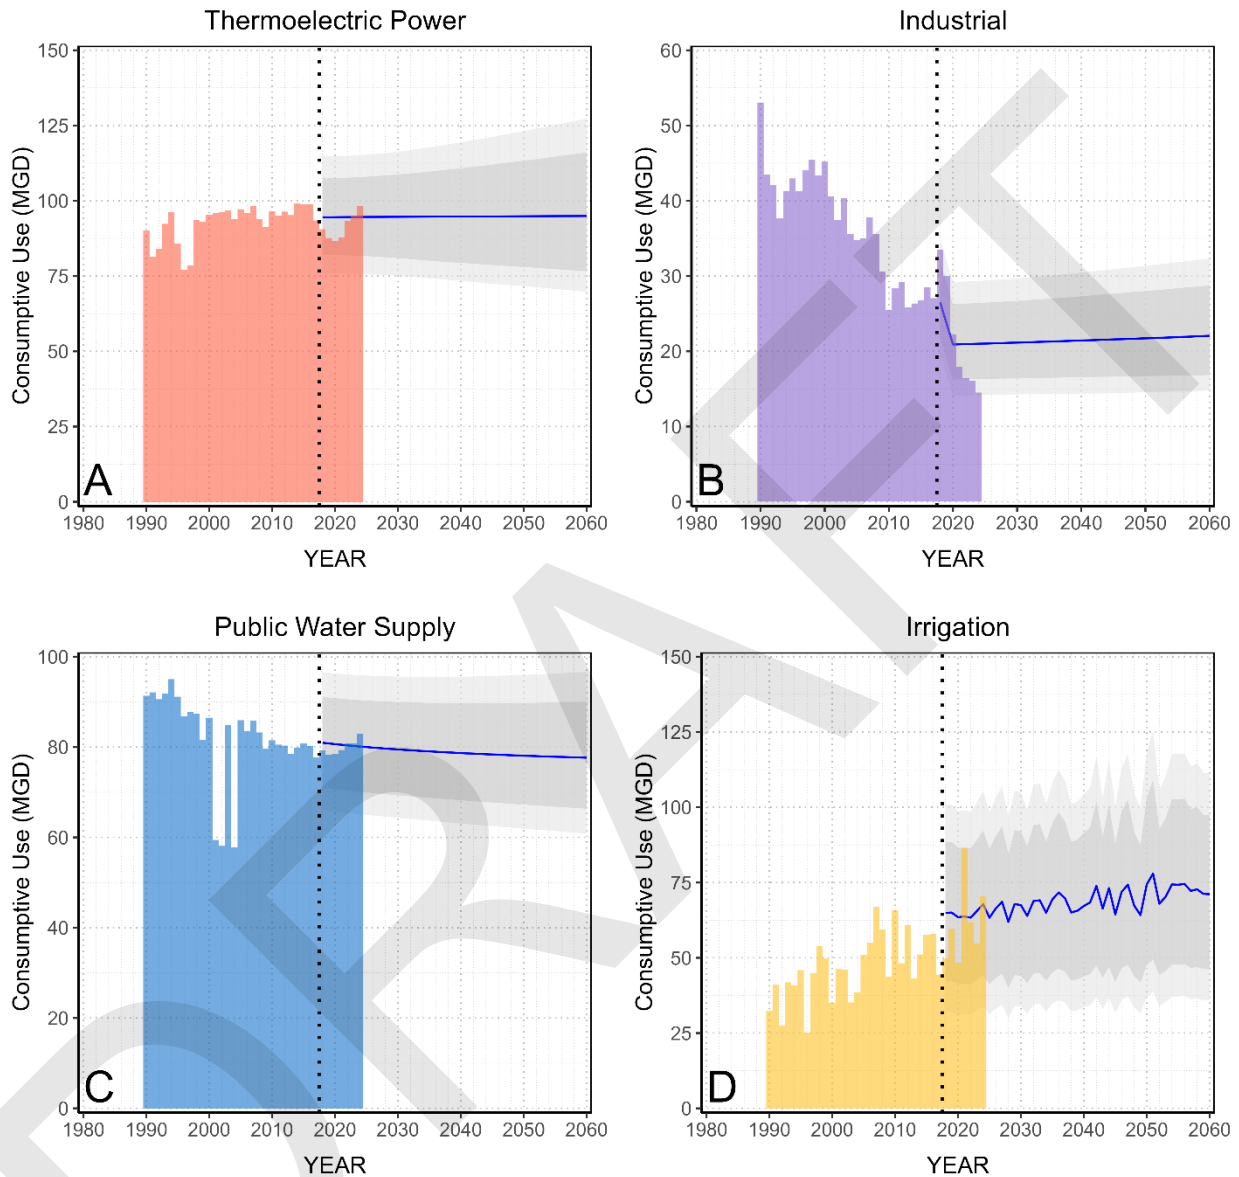 Thermoelectric Power
150
125
100
75
50
25
0
Consumptive Use (MGD)
A
1980 1990 2000 2010 2020 2030 2040 2050 2060
YEAR
Industrial
60
50
40
30
20
10
0
Consumptive Use (MGD)
B
1980 1990 2000 2010 2020 2030 2040 2050 2060
YEAR
Public Water Supply
100
80
60
40
20
0
Consumptive Use (MGD)
C
1980 1990 2000 2010 2020 2030 2040 2050 2060
YEAR
Irrigation
150
125
100
75
50
25
0
Consumptive Use (MGD)
D
1980 1990 2000 2010 2020 2030 2040 2050 2060
YEAR
DRAFT